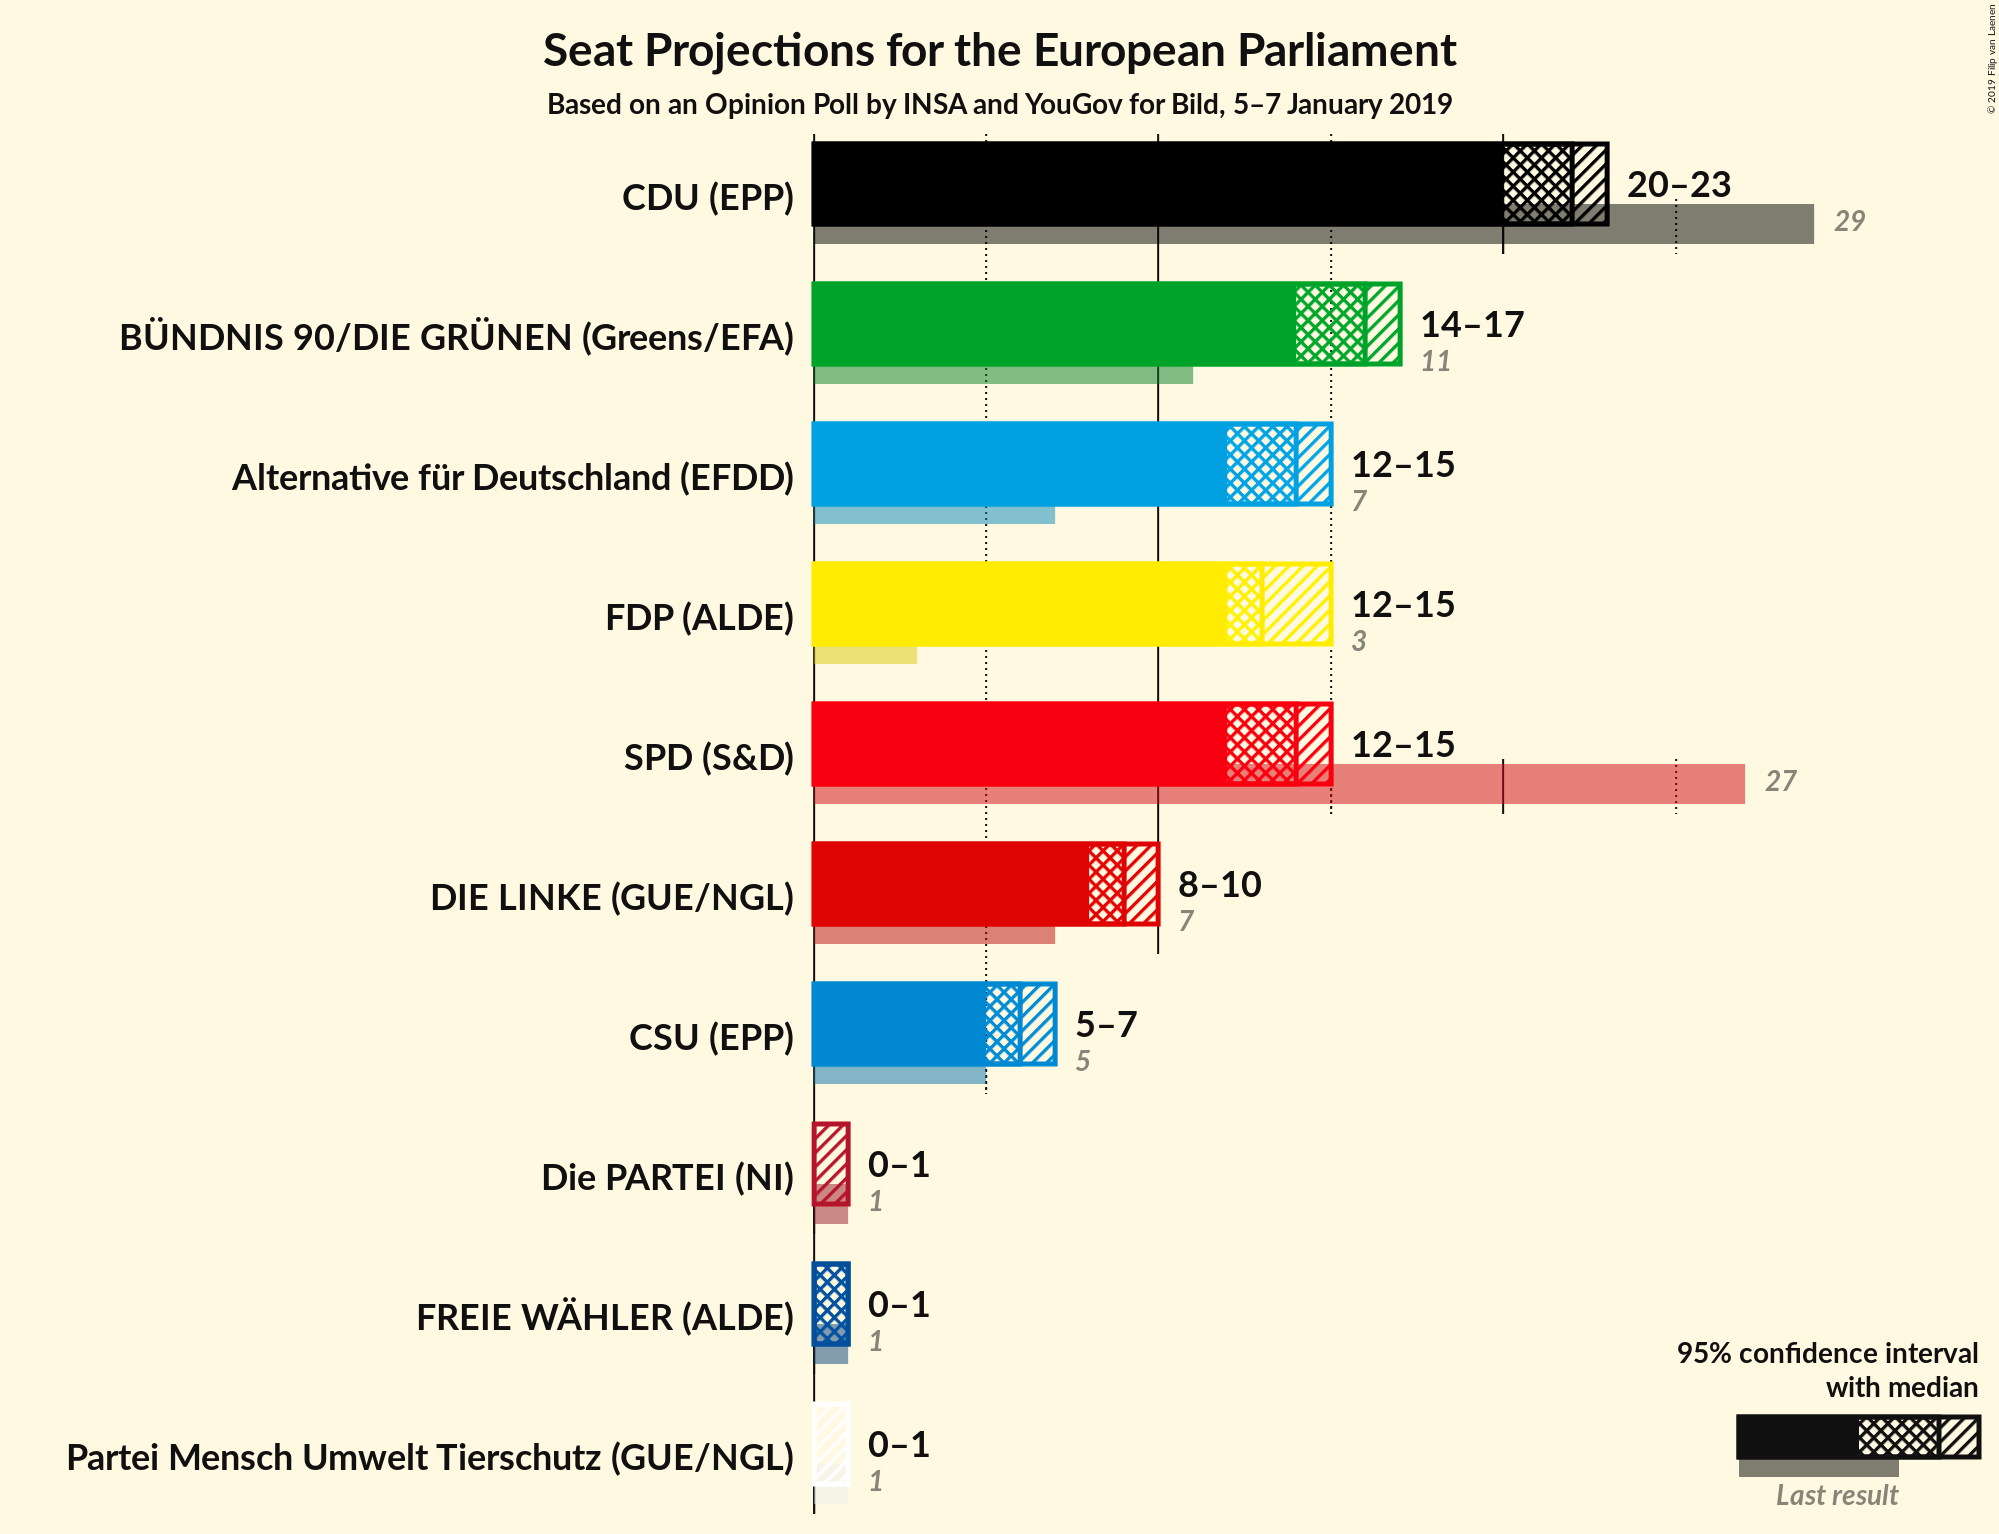 Seat Projections for the European Parliament
Based on an Opinion Poll by INSA and YouGov for Bild, 5–7 January 2019
© 2019 Filip van Laenen
CDU (EPP)
20–23
29
BÜNDNIS 90/DIE GRÜNEN (Greens/EFA)
14–17
11
Alternative für Deutschland (EFDD)
12–15
7
FDP (ALDE)
12–15
3
SPD (S&D)
12–15
27
DIE LINKE (GUE/NGL)
8–10
7
CSU (EPP)
5–7
5
Die PARTEI (NI)
0–1
1
FREIE WÄHLER (ALDE)
0–1
1
Partei Mensch Umwelt Tierschutz (GUE/NGL)
0–1
1
95% confidence interval
with median
Last result